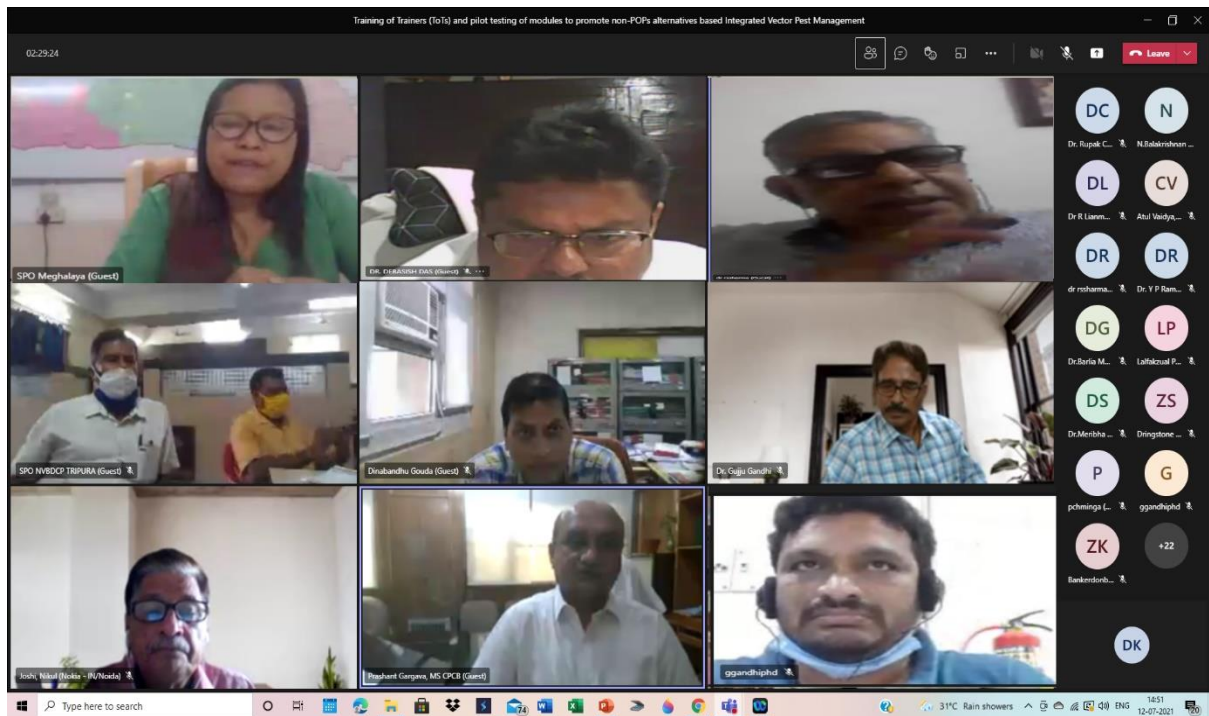 Training of Trainers (ToTs) and pilot testing of modules to promote non-POPs alternatives based Integrated Vector Pest Management
02:29:24
Leave
SPO Meghalaya (Guest)
DR. DEBASISH DAS (Guest)
SPO NVBDCP TRIPURA (Guest)
Dinabandhu Gouda (Guest)
Dr. Gujju Gandhi
Joshi, Nikul (Nokia - IN/Noida)
Prashant Gargava, MS CPCB (Guest)
ggandhiphd
DC N
Dr. Rupak C... N.Balakrishnan ...
DL CV
Dr R Lianm... Atul Vaidya,...
DR DR
dr rssharma... Dr. Y P Ram...
DG LP
Dr.Barlia M... Lalfakzual P...
DS ZS
Dr.Meribha ... Dringstone ...
P G
pchminga (... ggandhiphd
ZK +22
Bankerdonb...
DK
Type here to search
74
31°C Rain showers
ENG
14:51
12-07-2021
20